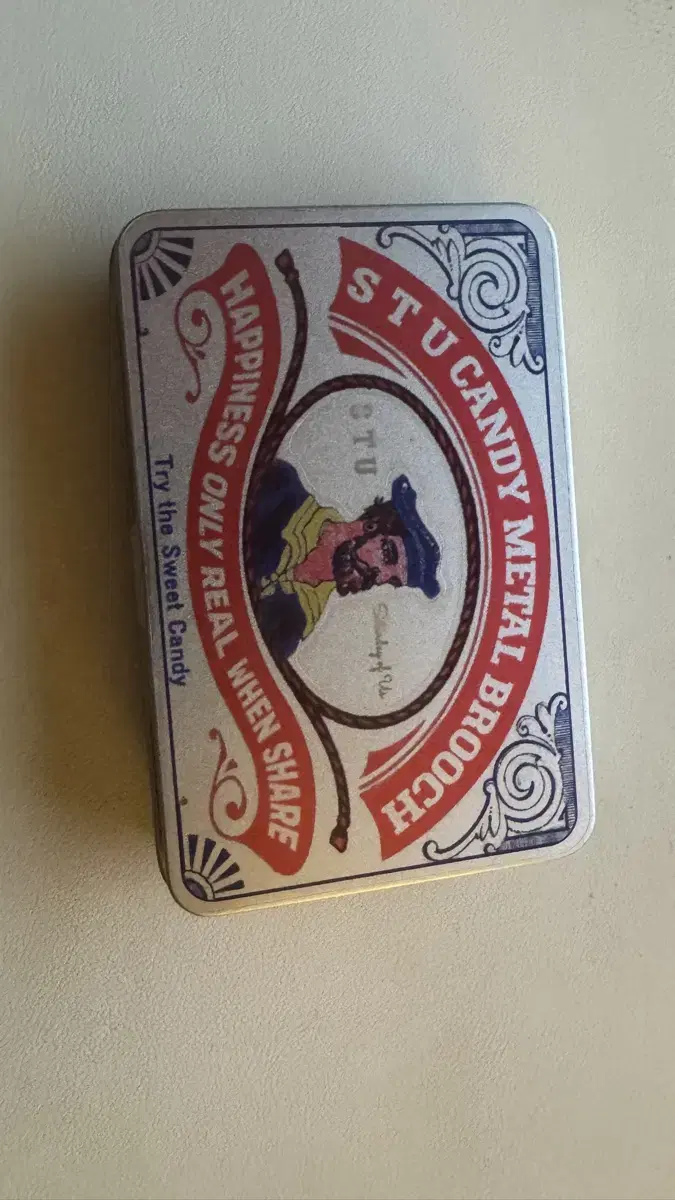 STU CANDY METAL BROOCH
STU
HAPPINESS ONLY REAL WHEN SHARE
Try the Sweet Candy